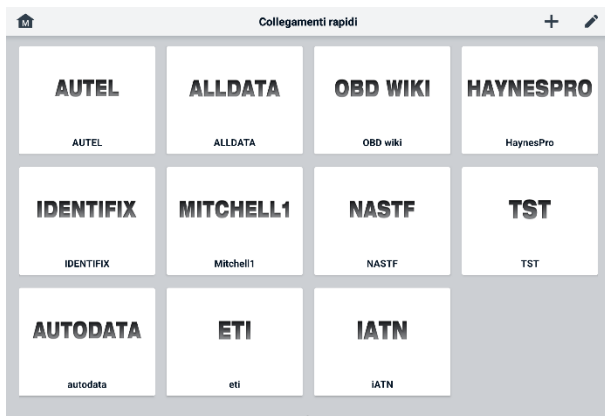 M
Collegamenti rapidi
AUTEL
ALLDATA
OBD WIKI
HAYNESPRO
AUTEL
ALLDATA
OBD wiki
HaynesPro
IDENTIFIX
MITCHELL1
NASTF
TST
IDENTIFIX
Mitchell1
NASTF
TST
AUTODATA
ETI
IATN
autodata
eti
iATN